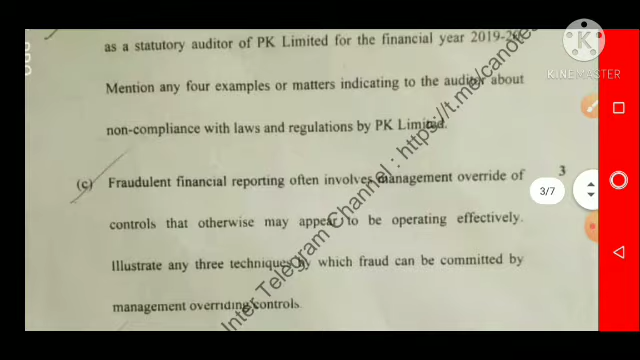 as a statutory auditor of PK Limited for the financial year 2019-20.
KINEMASTER
Mention any four examples or matters indicating to the auditor about
non-compliance with laws and regulations by PK Limited.
(c) Fraudulent financial reporting often involves management override of 3
3/7
controls that otherwise may appear to be operating effectively.
Illustrate any three techniques by which fraud can be committed by
management overriding controls.
Inter Telegram Channel : https://t.me/canotes